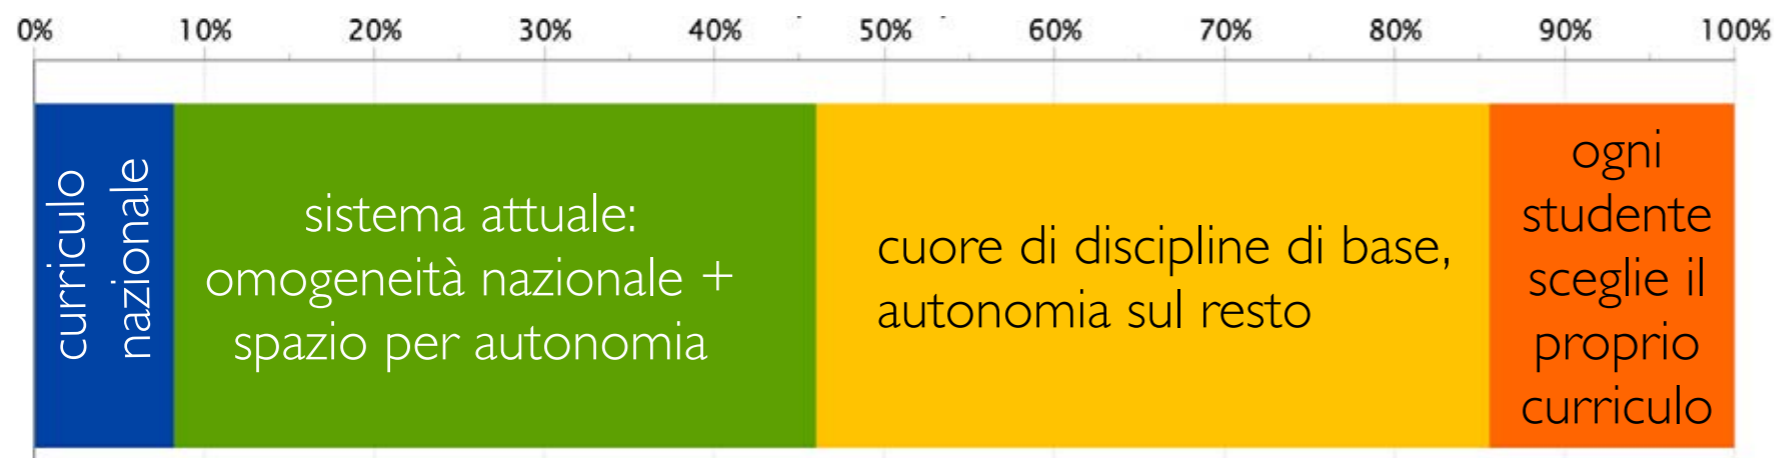 0% 10% 20% 30% 40% 50% 60% 70% 80% 90% 100%
curriculo
nazionale
sistema attuale:
omogeneità nazionale +
spazio per autonomia
cuore di discipline di base,
autonomia sul resto
ogni
studente
sceglie il
proprio
curriculo